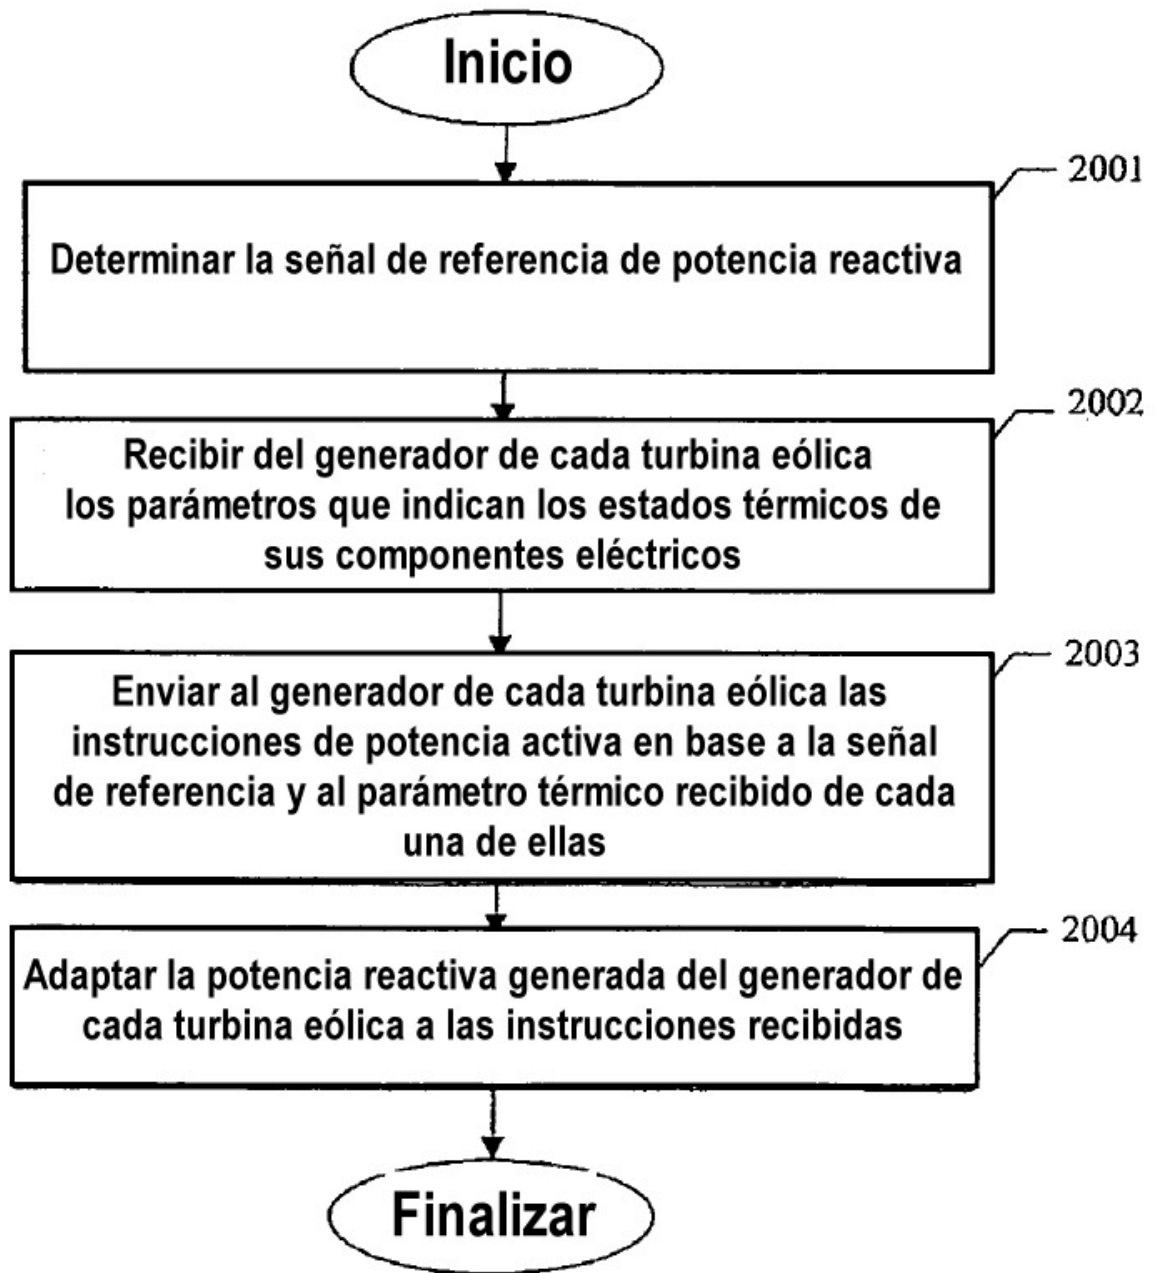 Inicio
2001
Determinar la señal de referencia de potencia reactiva
2002
Recibir del generador de cada turbina eólica
los parámetros que indican los estados térmicos de
sus componentes eléctricos
2003
Enviar al generador de cada turbina eólica las
instrucciones de potencia activa en base a la señal
de referencia y al parámetro térmico recibido de cada
una de ellas
2004
Adaptar la potencia reactiva generada del generador de
cada turbina eólica a las instrucciones recibidas
Finalizar